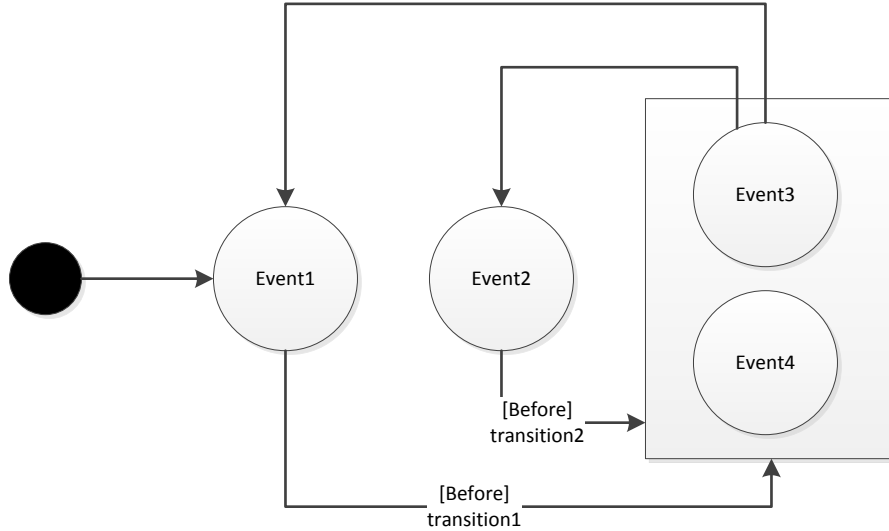 Event3
Event1
Event2
Event4
[Before]
transition2
[Before]
transition1